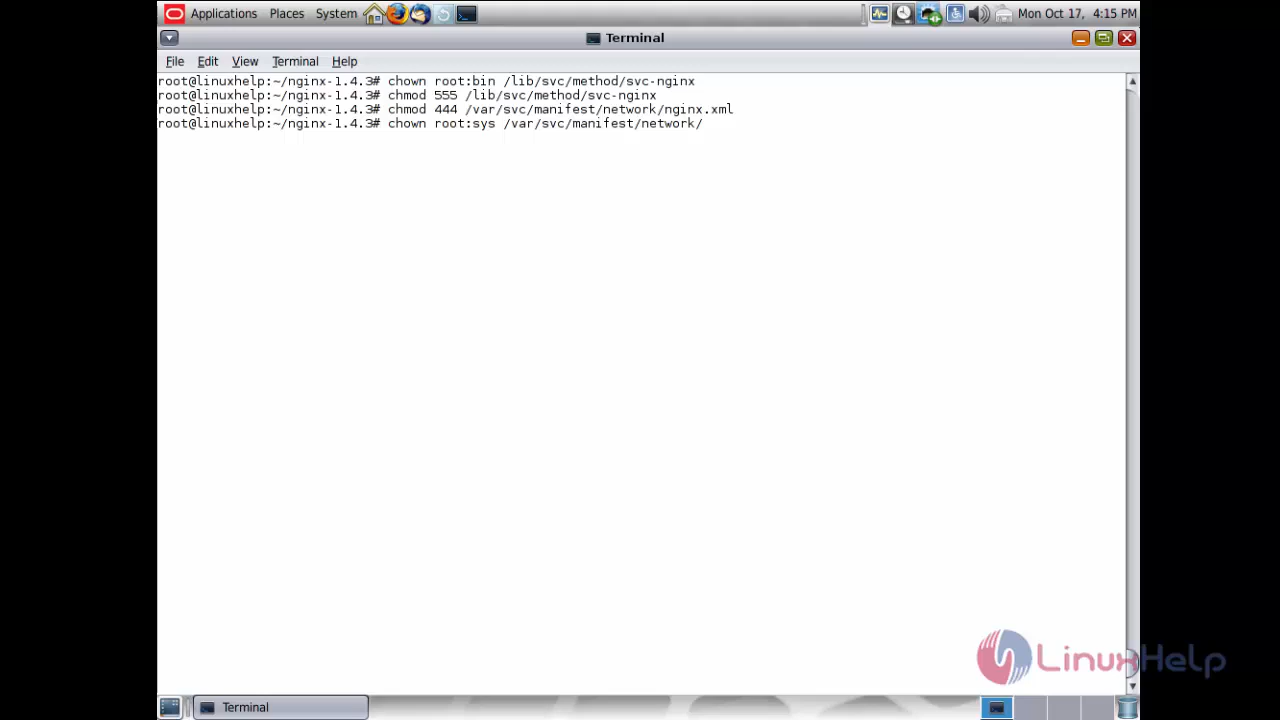 Applications Places System Mon Oct 17, 4:15 PM
Terminal
File Edit View Terminal Help
root@linuxhelp:~/nginx-1.4.3# chown root:bin /lib/svc/method/svc-nginx
root@linuxhelp:~/nginx-1.4.3# chmod 555 /lib/svc/method/svc-nginx
root@linuxhelp:~/nginx-1.4.3# chmod 444 /var/svc/manifest/network/nginx.xml
root@linuxhelp:~/nginx-1.4.3# chown root:sys /var/svc/manifest/network/
LinuxHelp
Terminal